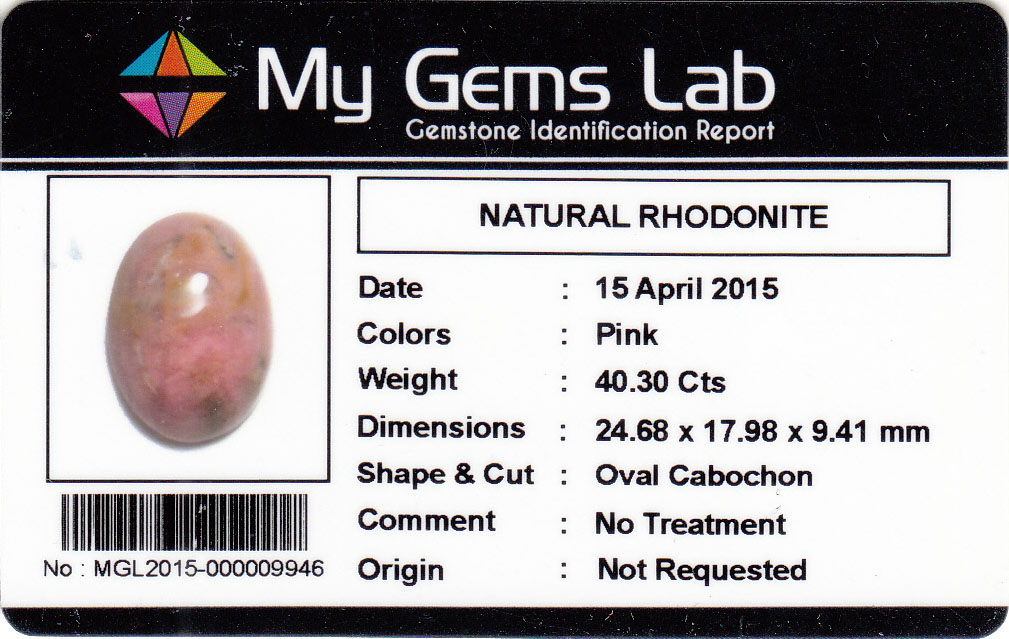 My Gems Lab
Gemstone Identification Report
NATURAL RHODONITE
Date : 15 April 2015
Colors : Pink
Weight : 40.30 Cts
Dimensions : 24.68 x 17.98 x 9.41 mm
Shape & Cut : Oval Cabochon
Comment : No Treatment
Origin : Not Requested
No : MGL2015-000009946